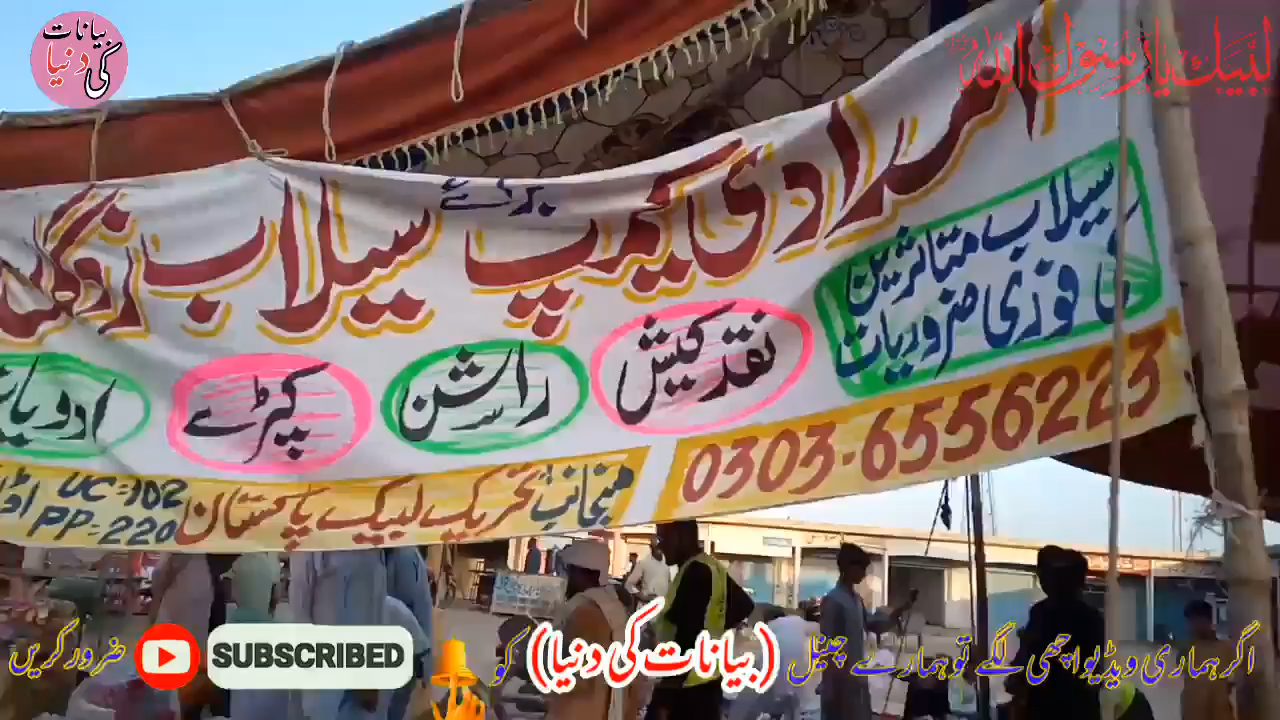 بیانات
کی دنیا
لبیك یا رسول الله
امدادی کیمپ برائے سیلاب زدگان
سیلاب متاثرین
کی فوری ضروریات
نقد کیش
راشن
کپڑے
ادویات
0303-6556223
منجانب تحریک لبیک پاکستان
UC=102
PP=220
اگر ہماری ویڈیو اچھی لگے تو ہمارے چینل (بیانات کی دنیا) کو SUBSCRIBED ضرور کریں